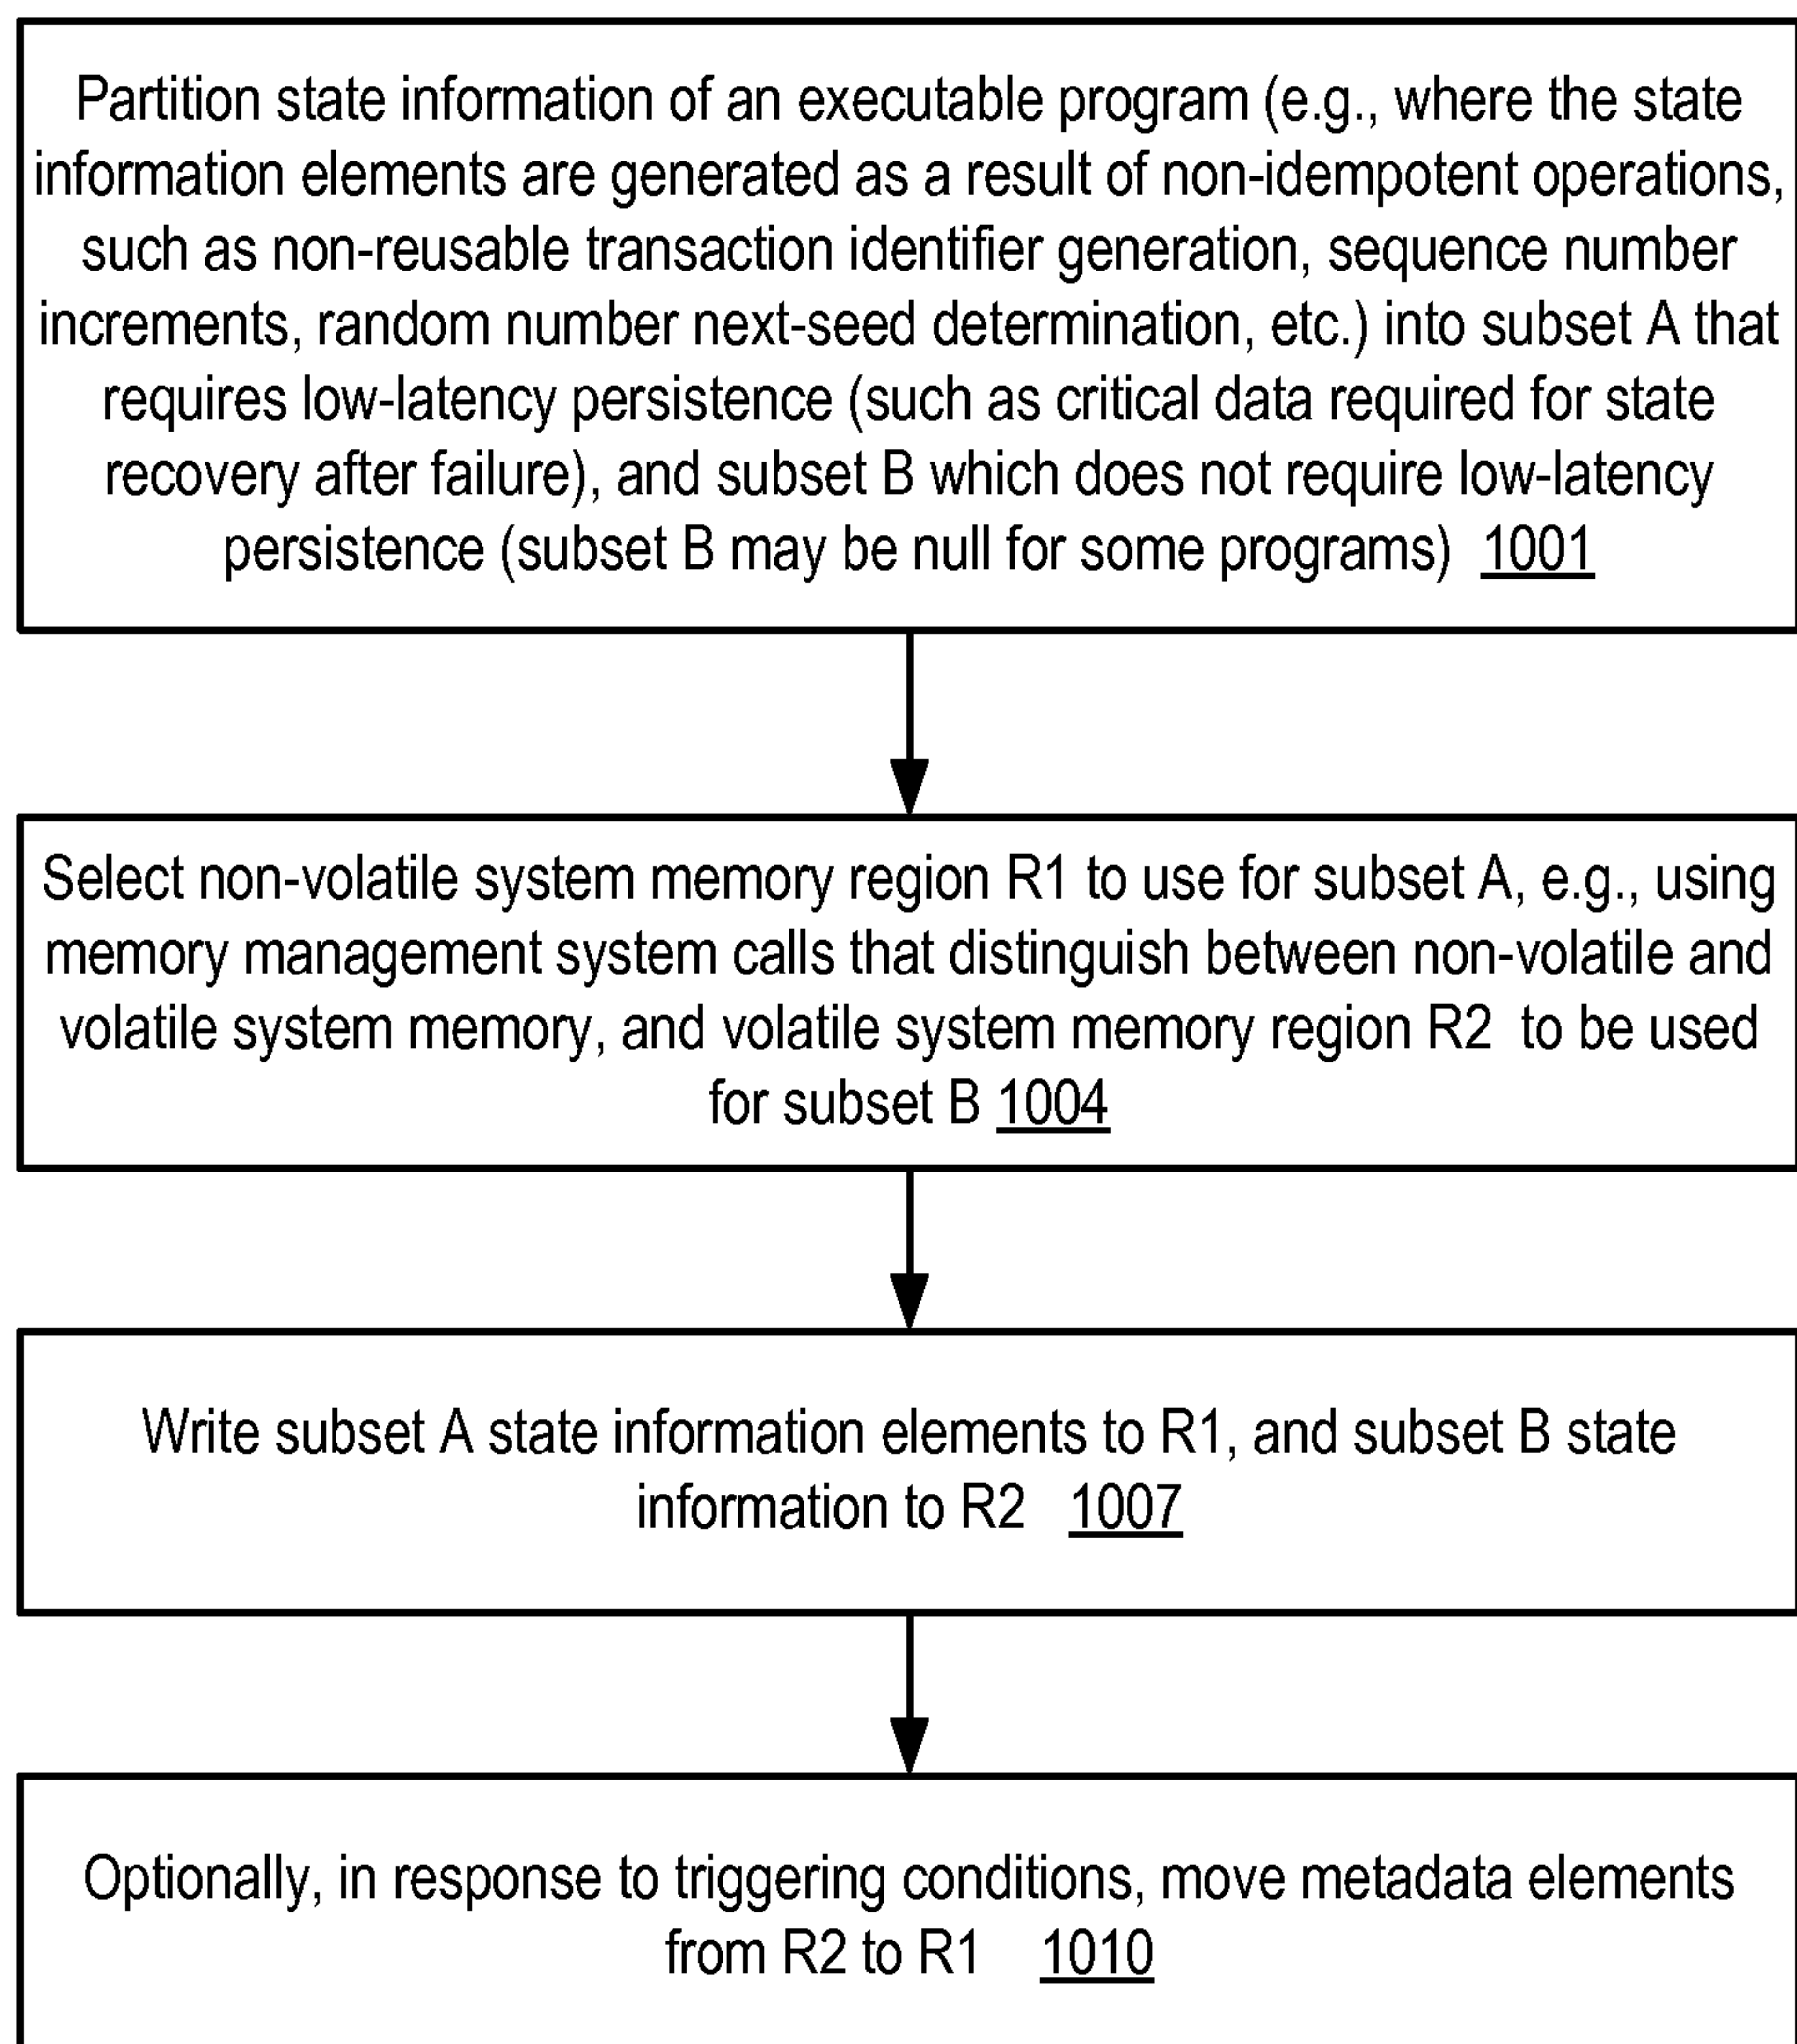 Partition state information of an executable program (e.g., where the state
information elements are generated as a result of non-idempotent operations,
such as non-reusable transaction identifier generation, sequence number
increments, random number next-seed determination, etc.) into subset A that
requires low-latency persistence (such as critical data required for state
recovery after failure), and subset B which does not require low-latency
persistence (subset B may be null for some programs) 1001
Select non-volatile system memory region R1 to use for subset A, e.g., using
memory management system calls that distinguish between non-volatile and
volatile system memory, and volatile system memory region R2 to be used
for subset B 1004
Write subset A state information elements to R1, and subset B state
information to R2 1007
Optionally, in response to triggering conditions, move metadata elements
from R2 to R1 1010